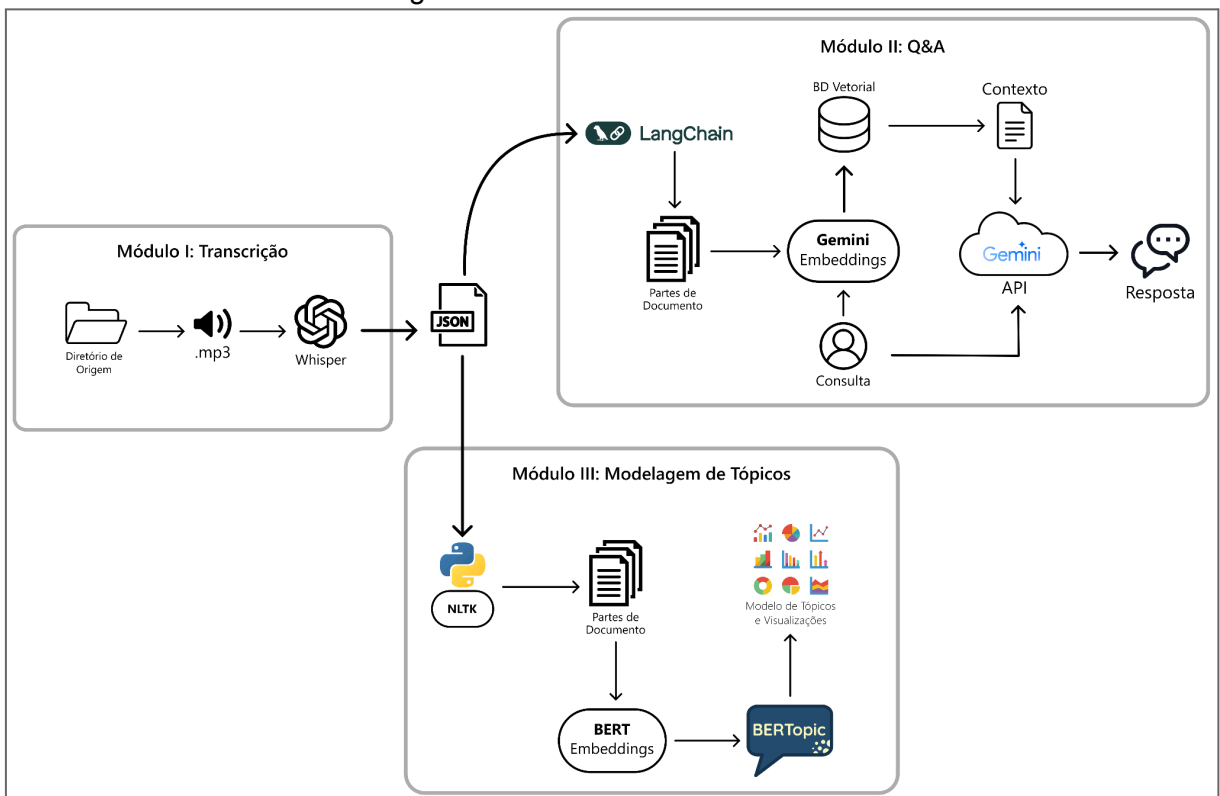 Módulo II: Q&A
BD Vetorial
Contexto
LangChain
Partes de
Documento
Gemini
Embeddings
Gemini
API
Resposta
Consulta
Módulo I: Transcrição
Diretório de
Origem
.mp3
Whisper
JSON
Módulo III: Modelagem de Tópicos
NLTK
Partes de
Documento
Modelo de Tópicos
e Visualizações
BERT
Embeddings
BERTopic